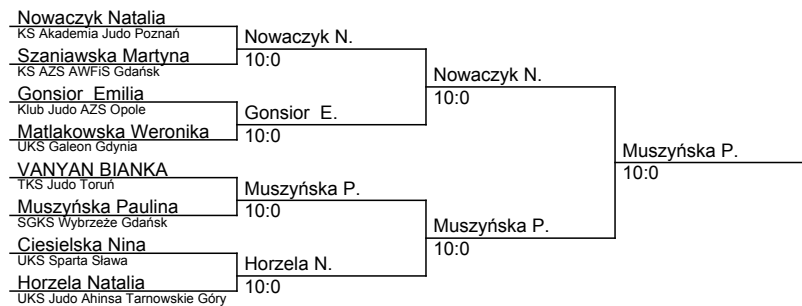 Nowaczyk Natalia
KS Akademia Judo Poznań
Szaniawska Martyna
KS AZS AWFiS Gdańsk
Gonsior  Emilia
Klub Judo AZS Opole
Matlakowska Weronika
UKS Galeon Gdynia
VANYAN BIANKA
TKS Judo Toruń
Muszyńska Paulina
SGKS Wybrzeże Gdańsk
Ciesielska Nina
UKS Sparta Sława
Horzela Natalia
UKS Judo Ahinsa Tarnowskie Góry
Nowaczyk N.
10:0
Gonsior  E.
10:0
Muszyńska P.
10:0
Horzela N.
10:0
Nowaczyk N.
10:0
Muszyńska P.
10:0
Muszyńska P.
10:0